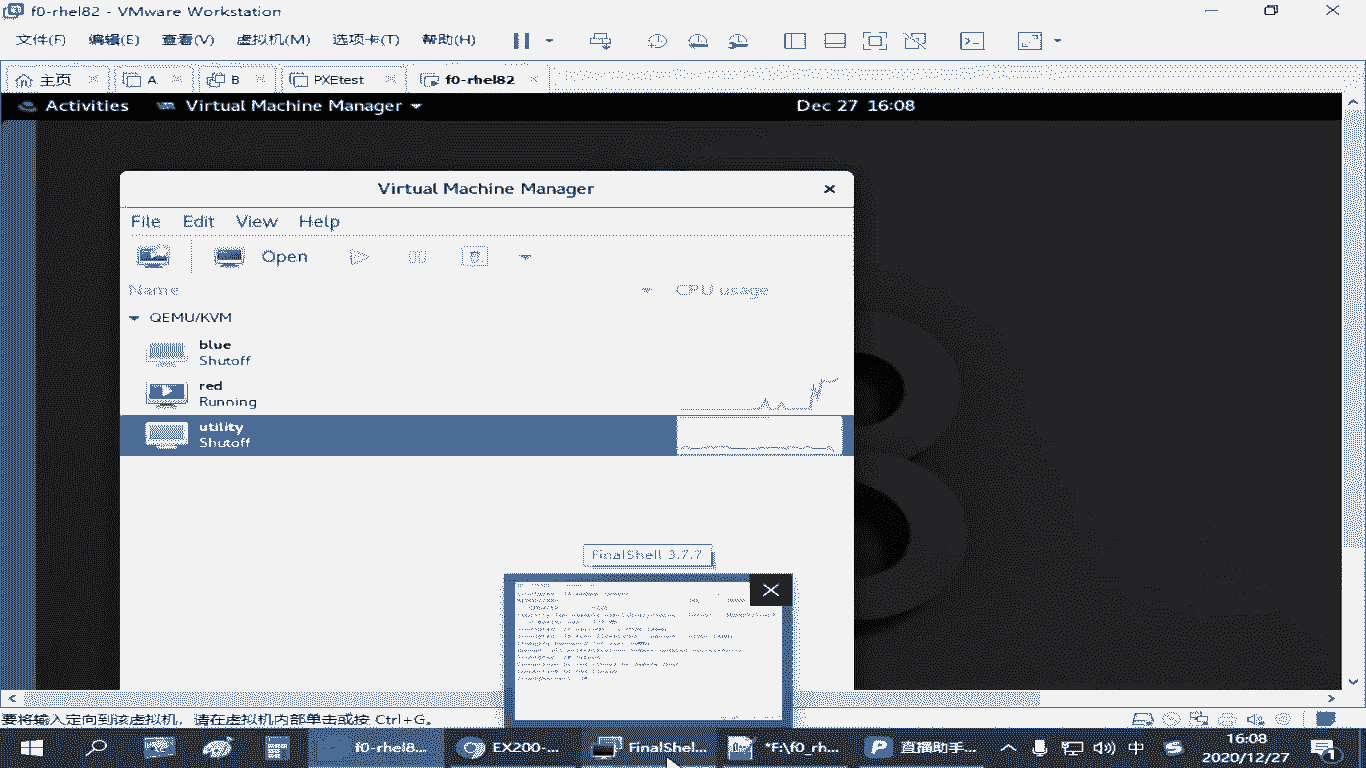 f0-rhel82 - VMware Workstation
文件(F) 编辑(E) 查看(V) 虚拟机(M) 选项卡(T) 帮助(H)
主页 A B PXEtest f0-rhel82
Activities Virtual Machine Manager Dec 27 16:08
Virtual Machine Manager
File Edit View Help
Open
Name CPU usage
QEMU/KVM
blue
Shutoff
red
Running
utility
Shutoff
FinalShell 3.7.7
要将输入定向到该虚拟机，请在虚拟机内部单击或按 Ctrl+G。
f0-rhel8... EX200-... FinalShel... *F:\f0_rh... 直播助手... 中 16:08
2020/12/27
1